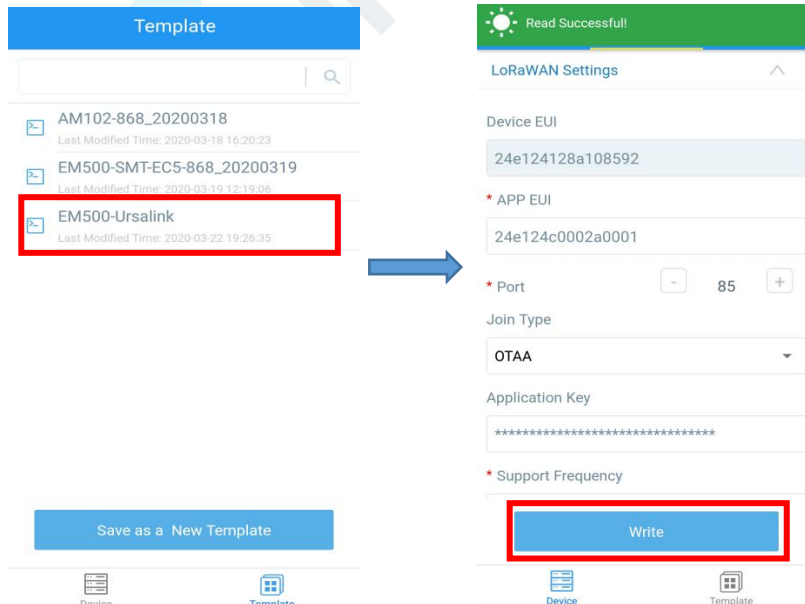 Template
AM102-868_20200318
Last Modified Time: 2020-03-18 16:20:23
EM500-SMT-EC5-868_20200319
Last Modified Time: 2020-03-19 12:19:06
EM500-Ursalink
Last Modified Time: 2020-03-22 19:26:35
Save as a New Template
Device
Template
Read Successful!
LoRaWAN Settings
Device EUI
24e124128a108592
* APP EUI
24e124c0002a0001
* Port - 85 +
Join Type
OTAA
Application Key
********************************
* Support Frequency
Write
Device
Template